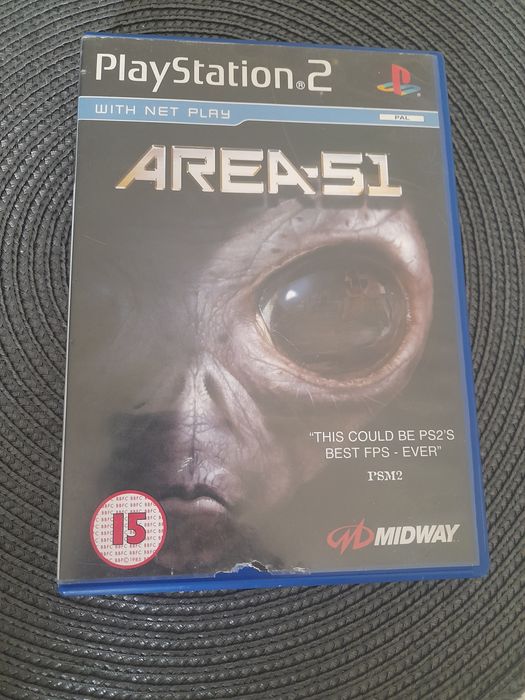 PlayStation®2
WITH NET PLAY
PAL
AREA-51
"THIS COULD BE PS2'S
BEST FPS - EVER"
PSM2
15
MIDWAY